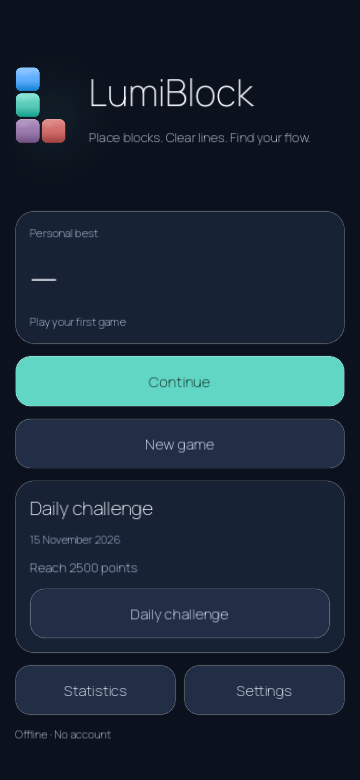 LumiBlock
Place blocks. Clear lines. Find your flow.
Personal best
—
Play your first game
Continue
New game
Daily challenge
15 November 2026
Reach 2500 points
Daily challenge
Statistics
Settings
Offline · No account